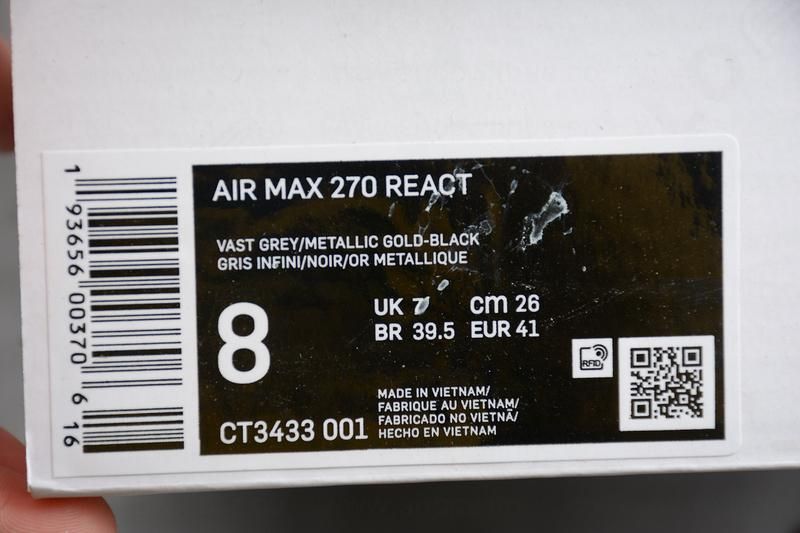 1 93656 00370 6 16
AIR MAX 270 REACT
VAST GREY/METALLIC GOLD-BLACK
GRIS INFINI/NOIR/OR METALLIQUE
8
UK 7 cm 26
BR 39.5 EUR 41
RFID
CT3433 001
MADE IN VIETNAM/
FABRIQUE AU VIETNAM/
FABRICADO NO VIETNÃ/
HECHO EN VIETNAM